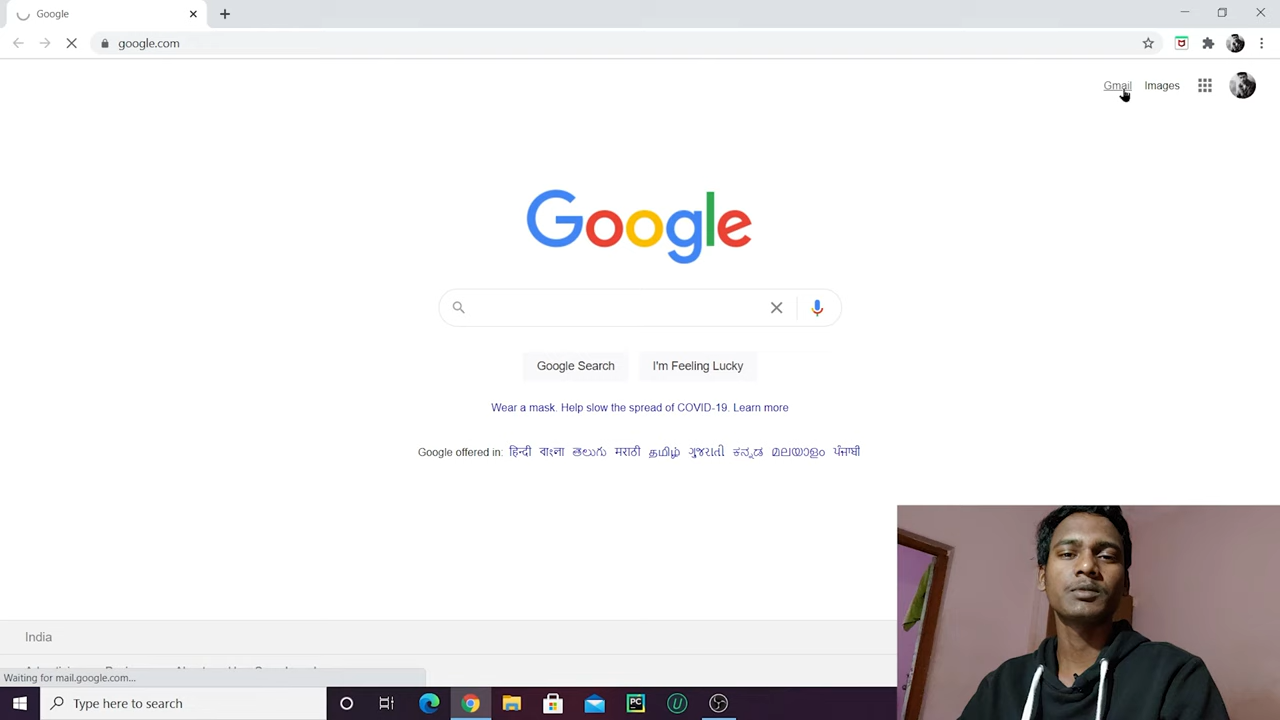 Google
google.com
Gmail Images
Google
Google Search I'm Feeling Lucky
Wear a mask. Help slow the spread of COVID-19. Learn more
Google offered in: हिन्दी বাংলা తెలుగు मराठी தமிழ் ગુજરાતી ಕನ್ನಡ മലയാളം ਪੰਜਾਬੀ
India
Waiting for mail.google.com...
Type here to search
PC
U